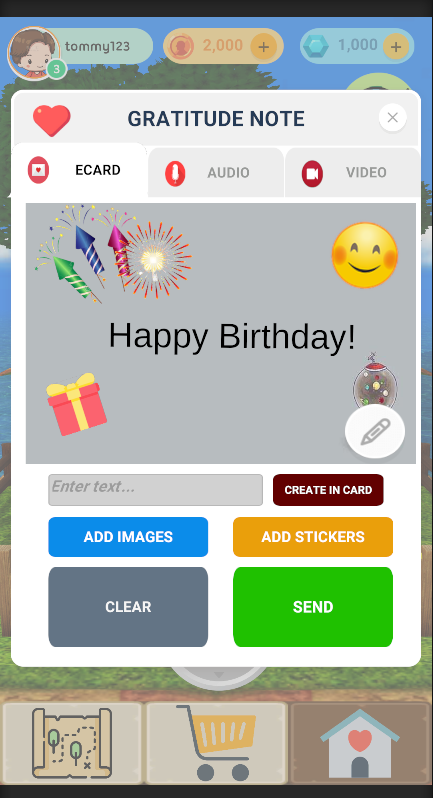 tommy123
2,000 +
1,000 +
3
GRATITUDE NOTE
ECARD
AUDIO
VIDEO
Happy Birthday!
Enter text...
CREATE IN CARD
ADD IMAGES
ADD STICKERS
CLEAR
SEND